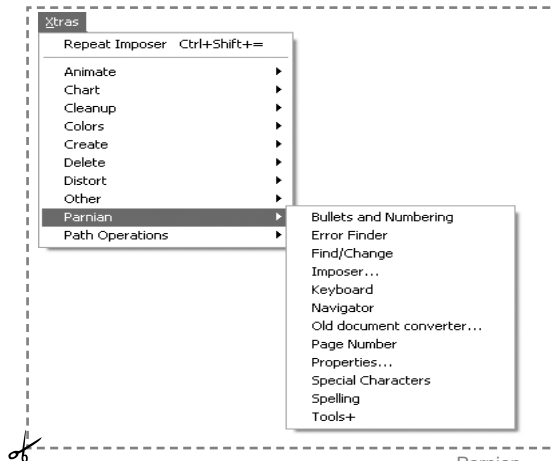 Xtras
Repeat Imposer Ctrl+Shift+=
Animate
Chart
Cleanup
Colors
Create
Delete
Distort
Other
Parnian
Path Operations
Bullets and Numbering
Error Finder
Find/Change
Imposer...
Keyboard
Navigator
Old document converter...
Page Number
Properties...
Special Characters
Spelling
Tools+
Parnian